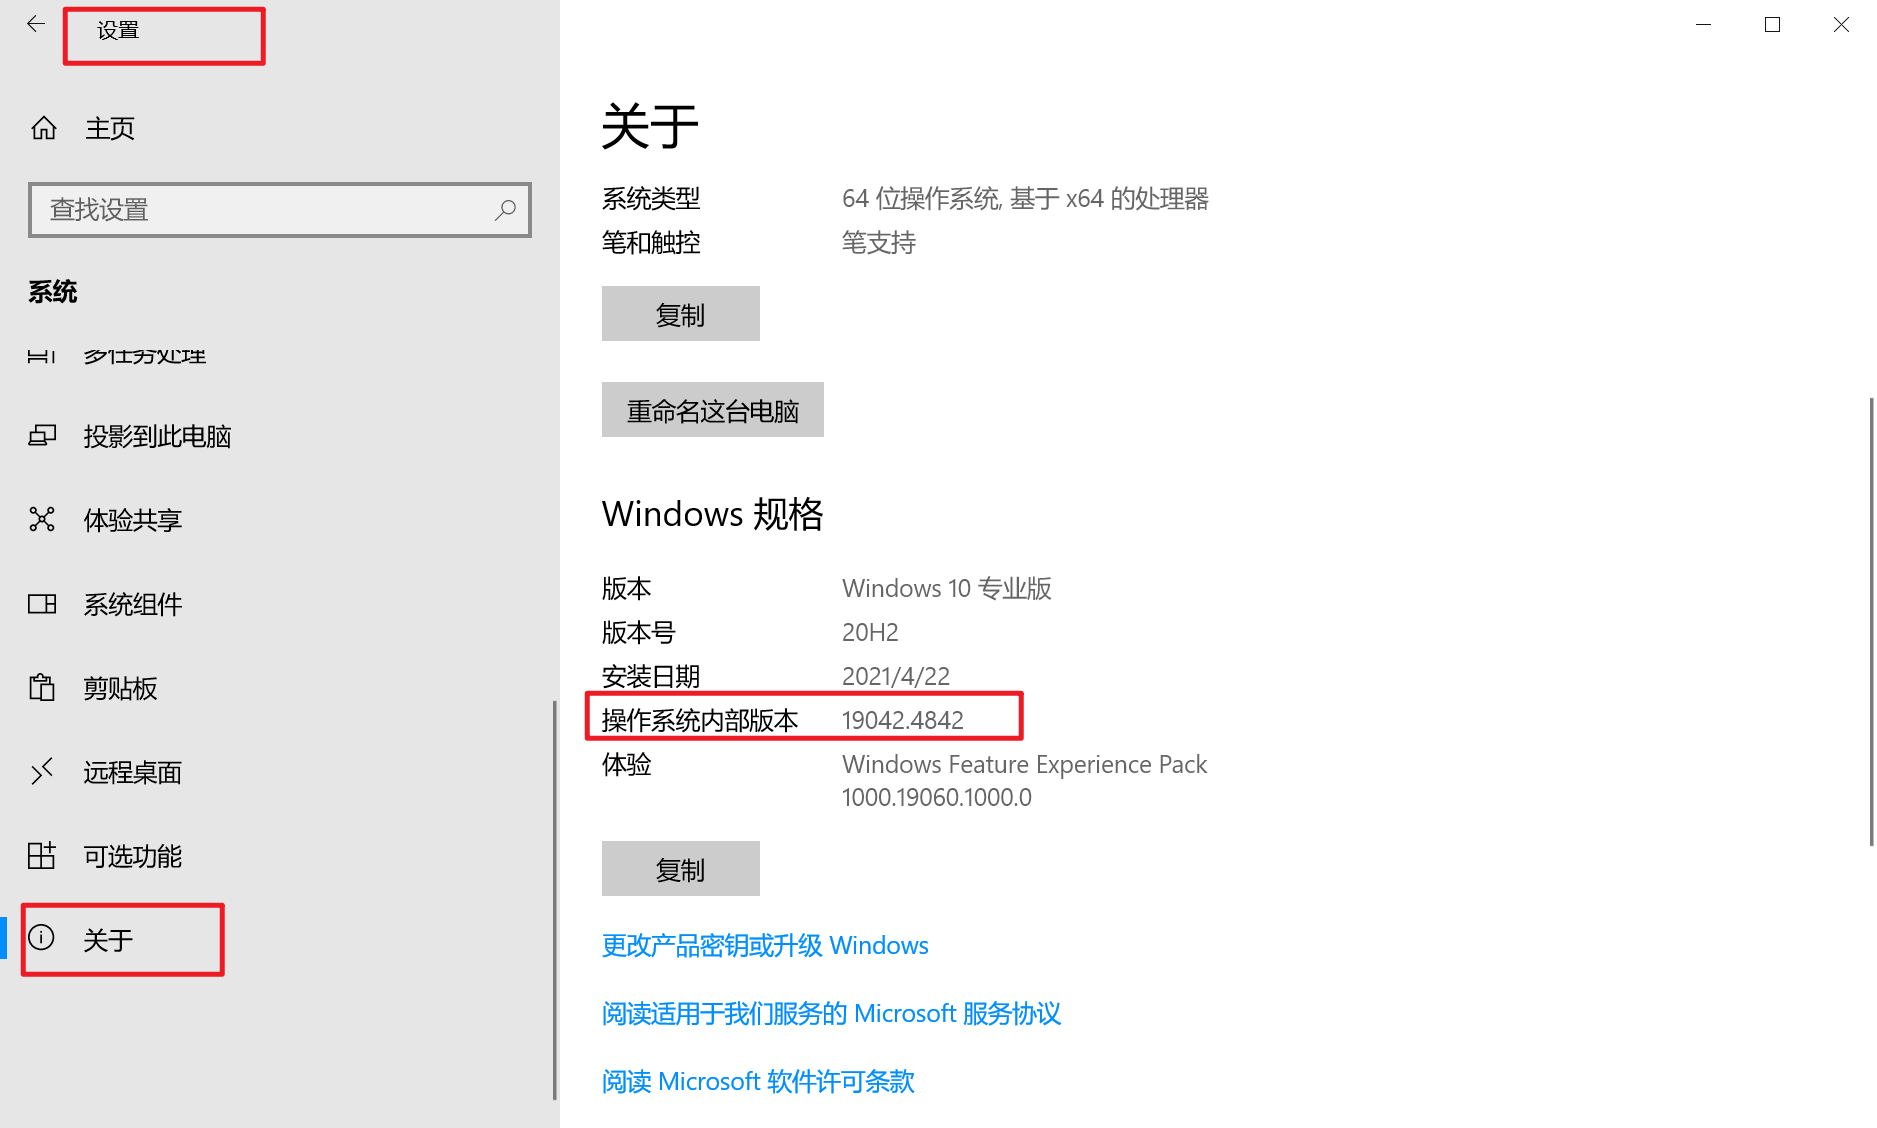 设置
主页
查找设置
系统
多任务处理
投影到此电脑
体验共享
系统组件
剪贴板
远程桌面
可选功能
关于
关于
系统类型 64 位操作系统, 基于 x64 的处理器
笔和触控 笔支持
复制
重命名这台电脑
Windows 规格
版本 Windows 10 专业版
版本号 20H2
安装日期 2021/4/22
操作系统内部版本 19042.4842
体验 Windows Feature Experience Pack
1000.19060.1000.0
复制
更改产品密钥或升级 Windows
阅读适用于我们服务的 Microsoft 服务协议
阅读 Microsoft 软件许可条款